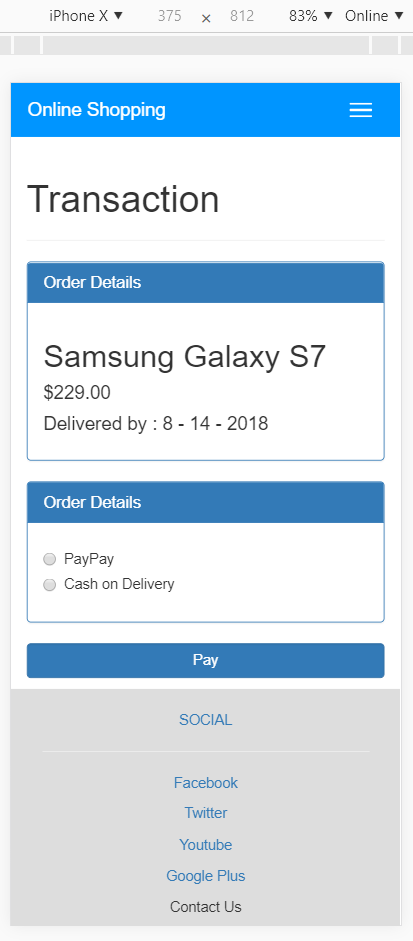 iPhone X ▼ 375 × 812 83% ▼ Online ▼
Online Shopping
Transaction
Order Details
Samsung Galaxy S7
$229.00
Delivered by : 8 - 14 - 2018
Order Details
PayPay
Cash on Delivery
Pay
SOCIAL
Facebook
Twitter
Youtube
Google Plus
Contact Us